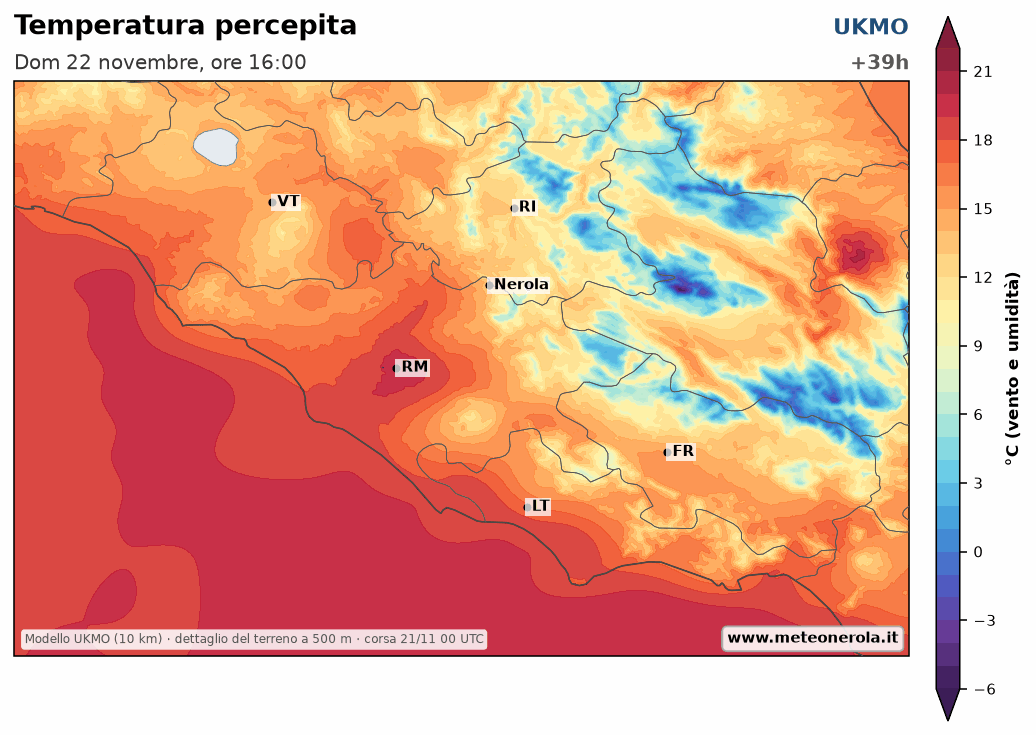 Temperatura percepita
UKMO
Dom 22 novembre, ore 16:00
+39h
VT
RI
Nerola
RM
FR
LT
21
18
15
12
9
6
3
0
−3
−6
°C (vento e umidità)
Modello UKMO (10 km) · dettaglio del terreno a 500 m · corsa 21/11 00 UTC
www.meteonerola.it